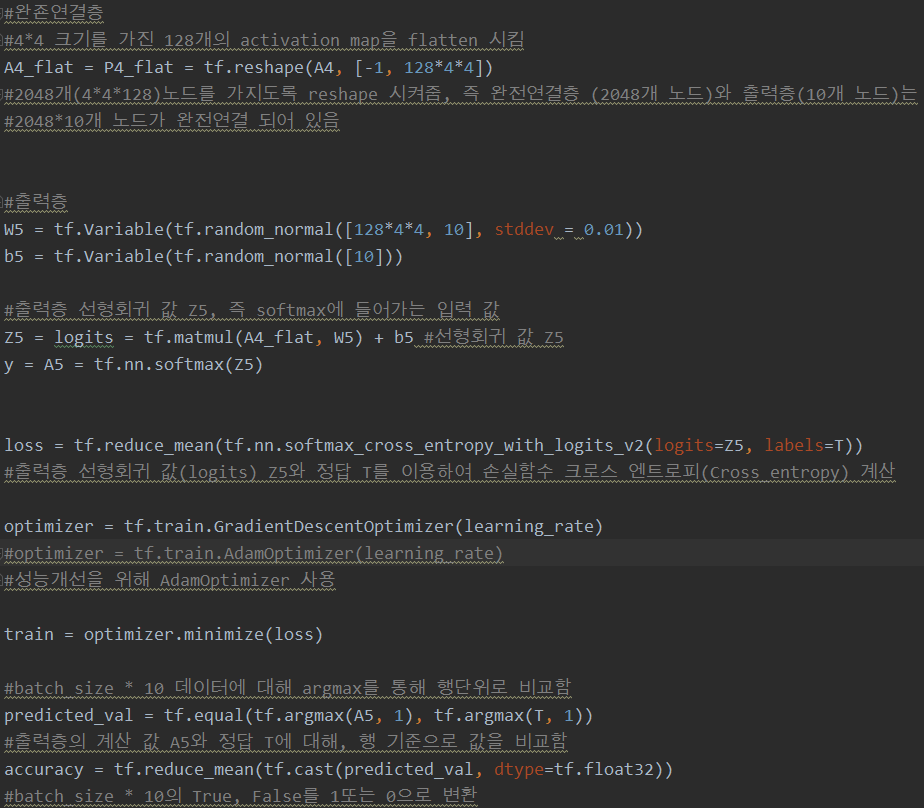 #완죤연결층
#4*4 크기를 가진 128개의 activation map을 flatten 시킴
A4_flat = P4_flat = tf.reshape(A4, [-1, 128*4*4])
#2048개(4*4*128)노드를 가지도록 reshape 시켜줌, 즉 완전연결층 (2048개 노드)와 출력층(10개 노드)는
#2048*10개 노드가 완전연결 되어 있음
#출력층
W5 = tf.Variable(tf.random_normal([128*4*4, 10], stddev = 0.01))
b5 = tf.Variable(tf.random_normal([10]))
#출력층 선형회귀 값 Z5, 즉 softmax에 들어가는 입력 값
Z5 = logits = tf.matmul(A4_flat, W5) + b5 #선형회귀 값 Z5
y = A5 = tf.nn.softmax(Z5)
loss = tf.reduce_mean(tf.nn.softmax_cross_entropy_with_logits_v2(logits=Z5, labels=T))
#출력층 선형회귀 값(logits) Z5와 정답 T를 이용하여 손실함수 크로스 엔트로피(Cross entropy) 계산
optimizer = tf.train.GradientDescentOptimizer(learning_rate)
#optimizer = tf.train.AdamOptimizer(learning_rate)
#성능개선을 위해 AdamOptimizer 사용
train = optimizer.minimize(loss)
#batch_size * 10 데이터에 대해 argmax를 통해 행단위로 비교함
predicted_val = tf.equal(tf.argmax(A5, 1), tf.argmax(T, 1))
#출력층의 계산 값 A5와 정답 T에 대해, 행 기준으로 값을 비교함
accuracy = tf.reduce_mean(tf.cast(predicted_val, dtype=tf.float32))
#batch_size * 10의 True, False를 1또는 0으로 변환